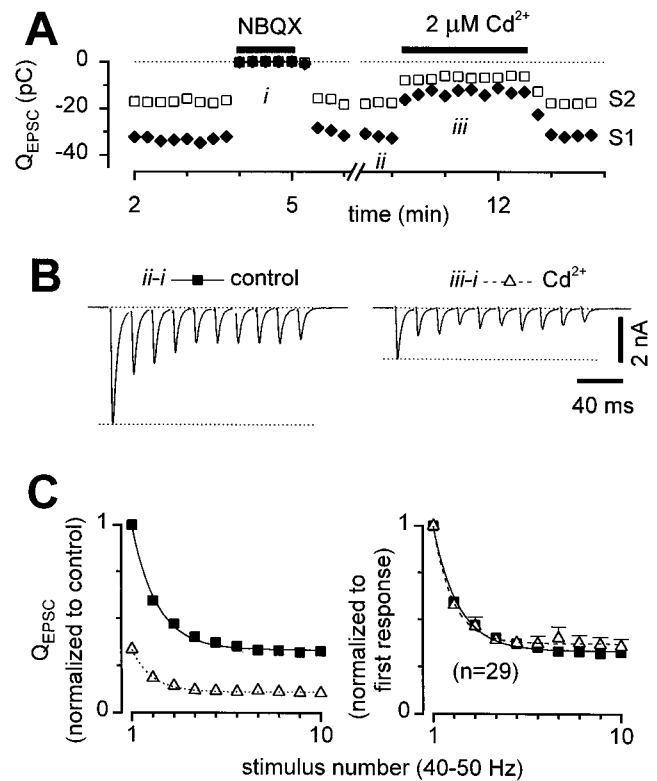 A
NBQX
2 μM Cd2+
Q_EPSC (pC)
0
-20
-40
i
ii
iii
S2
S1
2
5
12
time (min)
B
ii-i control
iii-i Cd2+
2 nA
40 ms
C
Q_EPSC
(normalized to control)
1
0
1
10
(normalized to
first response)
1
0
(n=29)
1
10
stimulus number (40-50 Hz)